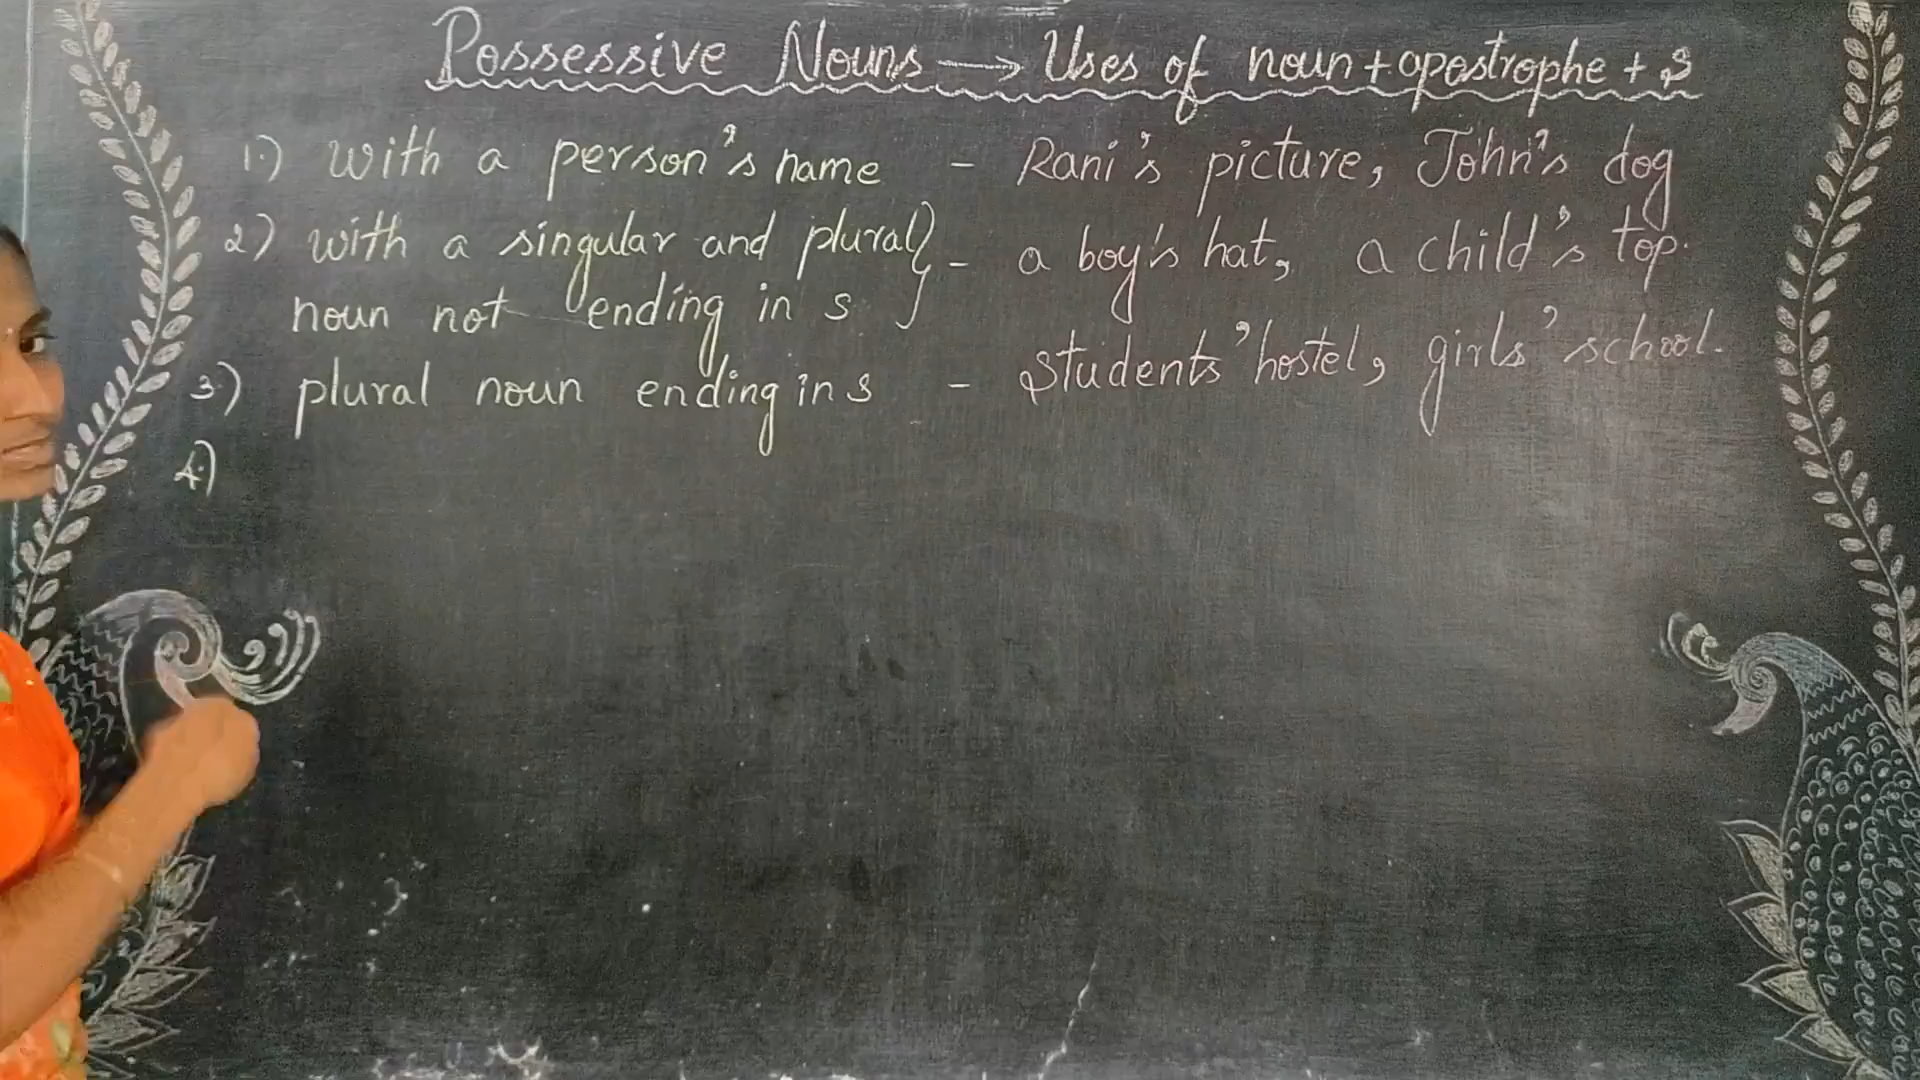 Possessive Nouns → Uses of noun + apostrophe + s
1.) with a person's name - Rani's picture, John's dog
2) with a singular and plural } - a boy's hat, a child's top.
noun not ending in s
3.) plural noun ending in s - students' hostel, girls' school.
4.)